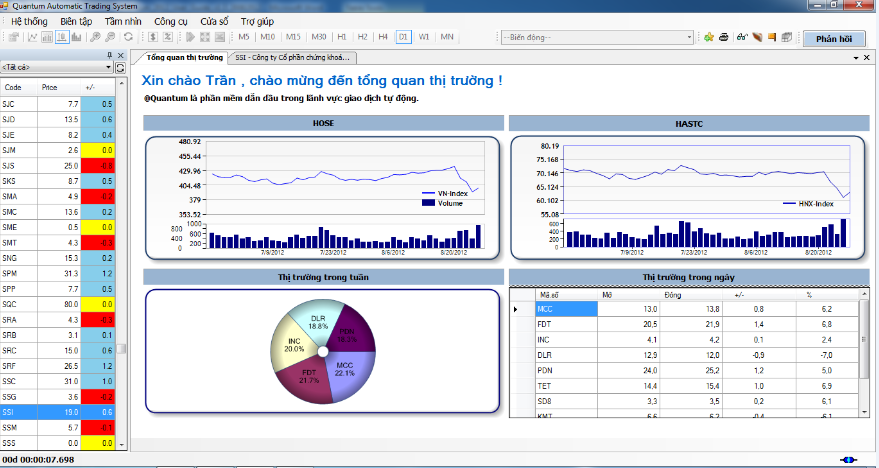 Quantum Automatic Trading System
Hệ thống Biên tập Tầm nhìn Công cụ Cửa sổ Trợ giúp
M5 M10 M15 M30 H1 H2 H4 D1 W1 MN --Biến động-- Phản hồi
<Tất cả>
Code Price +/-
SJC 7.7 0.5
SJD 13.5 0.6
SJE 8.2 0.4
SJM 2.6 0.0
SJS 25.0
SKS 8.7 0.5
SMA 4.9
SMC 13.6 0.2
SME 0.5 0.0
SMT 4.3
SNG 15.3 0.2
SPM 31.3 1.2
SPP 7.7 0.5
SQC 80.0 0.0
SRA 4.3
SRB 3.1 0.1
SRC 15.0 0.6
SRF 26.5 1.2
SSC 31.0 1.0
SSG 3.6 -0.2
SSI 19.0 0.6
SSM 5.7 -0.1
SSS 0.0 0.0
00d 00:00:07.698
Tổng quan thị trường SSI - Công ty Cổ phần chứng khoá...
Xin chào Trần , chào mừng đến tổng quan thị trường !
@Quantum là phần mềm dẫn đầu trong lãnh vực giao dịch tự động.
HOSE
480.92
455.44
429.96
404.48
379
353.52
VN-Index
Volume
1000
800
600
400
200
0
7/9/2012 7/23/2012 8/6/2012 8/20/2012
HASTC
80.19
75.168
70.146
65.124
60.102
55.08
HNX-Index
600
400
200
0
7/9/2012 7/23/2012 8/6/2012 8/20/2012
Thị trường trong tuần
DLR
18.8%
PDN
INC
20.0%
MCC
22.1%
FDT
21.7%
Thị trường trong ngày
Mã số Mở Đóng +/- %
MCC 13,0 13,8 0.8 6.2
FDT 20,5 21,9 1,4 6,8
INC 4,1 4,2 0.1 2.4
DLR 12,9 12,0 -0,9 -7,0
PDN 24,0 25,2 1,2 5,0
TET 14,4 15,4 1.0 6.9
SD8 3,3 3,5 0,2 6,1
KMT 6,6 6,2 -0,4 -6,1